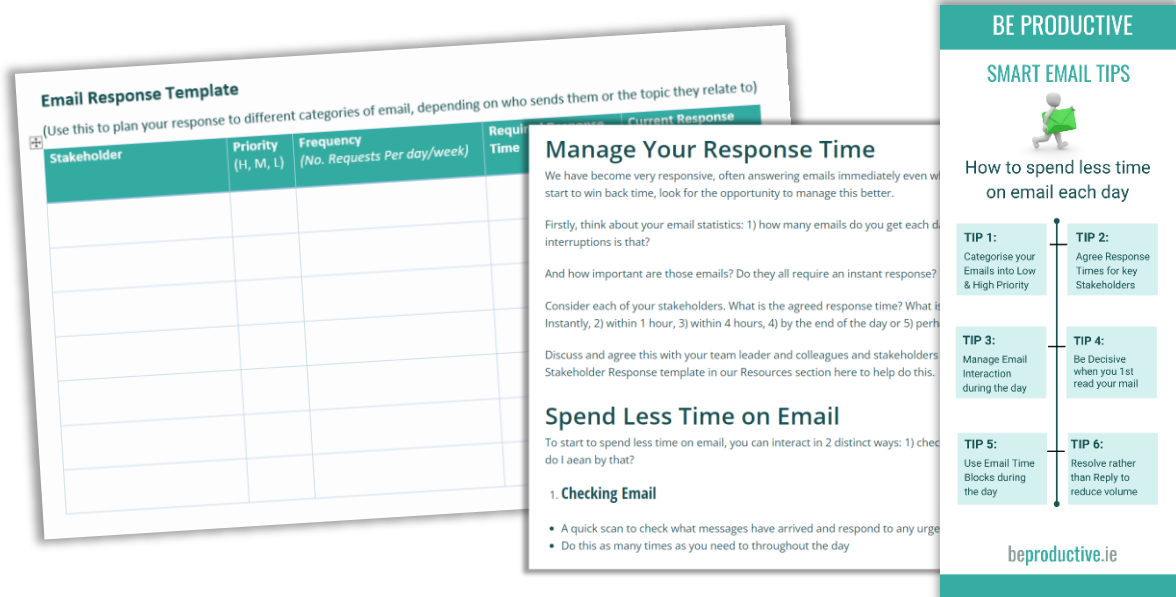 Email Response Template
(Use this to plan your response to different categories of email, depending on who sends them or the topic they relate to)
Stakeholder
Priority
(H, M, L)
Frequency
(No. Requests Per day/week)
Time
Current Response
Manage Your Response Time
We have become very responsive, often answering emails immediately even
start to win back time, look for the opportunity to manage this better.
Firstly, think about your email statistics: 1) how many emails do you get each
interruptions is that?
And how important are those emails? Do they all require an instant response?
Consider each of your stakeholders. What is the agreed response time? What
Instantly, 2) within 1 hour, 3) within 4 hours, 4) by the end of the day or 5)
Discuss and agree this with your team leader and colleagues and stakeholders
Stakeholder Response template in our Resources section here to help do this.
Spend Less Time on Email
To start to spend less time on email, you can interact in 2 distinct ways: 1)
do I aean by that?
1. Checking Email
• A quick scan to check what messages have arrived and respond to any
• Do this as many times as you need to throughout the day
BE PRODUCTIVE
SMART EMAIL TIPS
How to spend less time
on email each day
TIP 1:
Categorise your
Emails into Low
& High Priority
TIP 2:
Agree Response
Times for key
Stakeholders
TIP 3:
Manage Email
Interaction
during the day
TIP 4:
Be Decisive
when you 1st
read your mail
TIP 5:
Use Email Time
Blocks during
the day
TIP 6:
Resolve rather
than Reply to
reduce volume
beproductive.ie